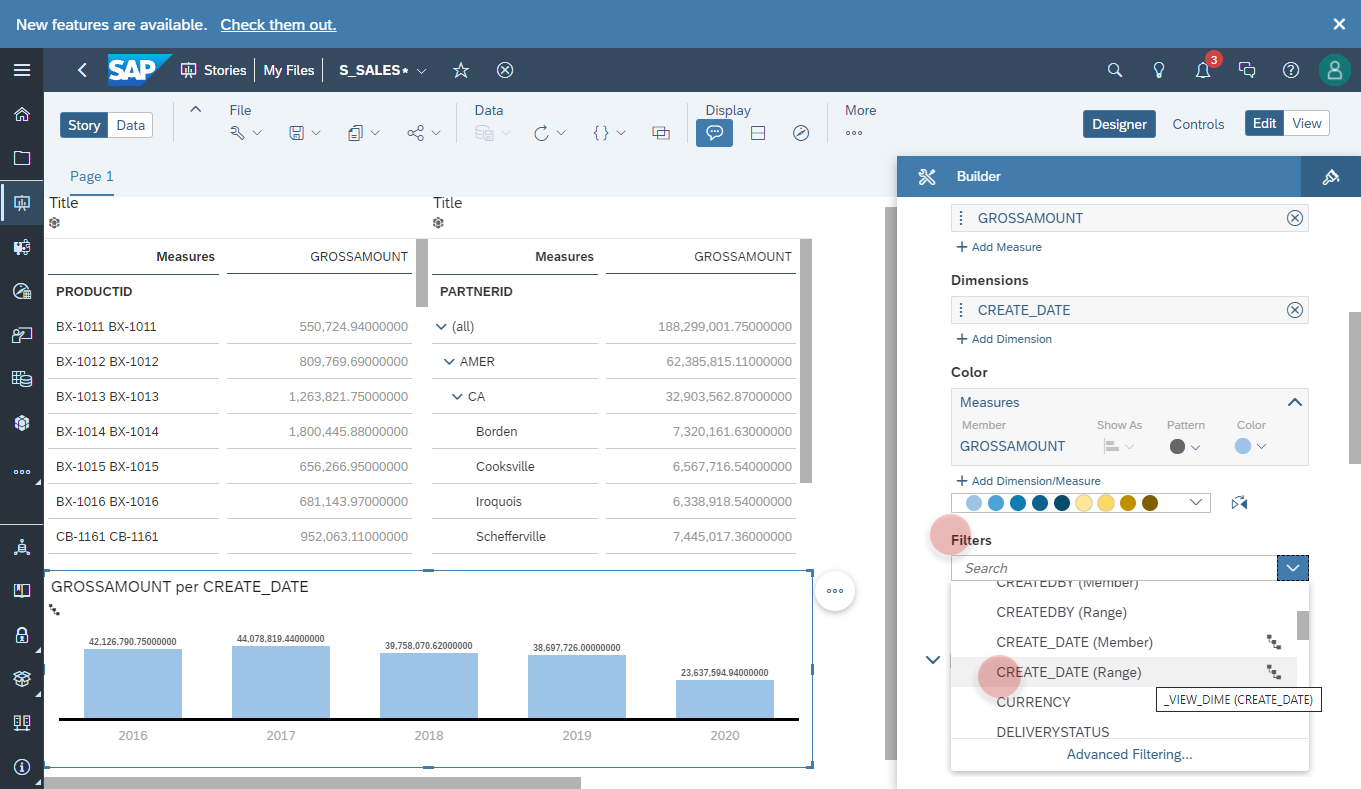 New features are available. Check them out.
SAP Stories My Files S_SALES* 3
Story Data
File
Data
Display
More
Designer Controls Edit View
Page 1
Builder
Title
Measures GROSSAMOUNT
PRODUCTID
BX-1011 BX-1011 550,724.94000000
BX-1012 BX-1012 809,769.69000000
BX-1013 BX-1013 1,263,821.75000000
BX-1014 BX-1014 1,800,445.88000000
BX-1015 BX-1015 656,266.95000000
BX-1016 BX-1016 681,143.97000000
CB-1161 CB-1161 952,063.11000000
Title
Measures GROSSAMOUNT
PARTNERID
(all) 188,299,001.75000000
AMER 62,385,815.11000000
CA 32,903,562.87000000
Borden 7,320,161.63000000
Cooksville 6,567,716.54000000
Iroquois 6,338,918.54000000
Schefferville 7,445,017.36000000
GROSSAMOUNT per CREATE_DATE
42,126,790.75000000 44,078,819.44000000 39,758,070.62000000 38,697,726.00000000 23,637,594.94000000
2016 2017 2018 2019 2020
GROSSAMOUNT
+ Add Measure
Dimensions
CREATE_DATE
+ Add Dimension
Color
Measures
Member Show As Pattern Color
GROSSAMOUNT
+ Add Dimension/Measure
Filters
Search
CREATEDBY (Member)
CREATEDBY (Range)
CREATE_DATE (Member)
CREATE_DATE (Range)
_VIEW_DIME (CREATE_DATE)
CURRENCY
DELIVERYSTATUS
Advanced Filtering...